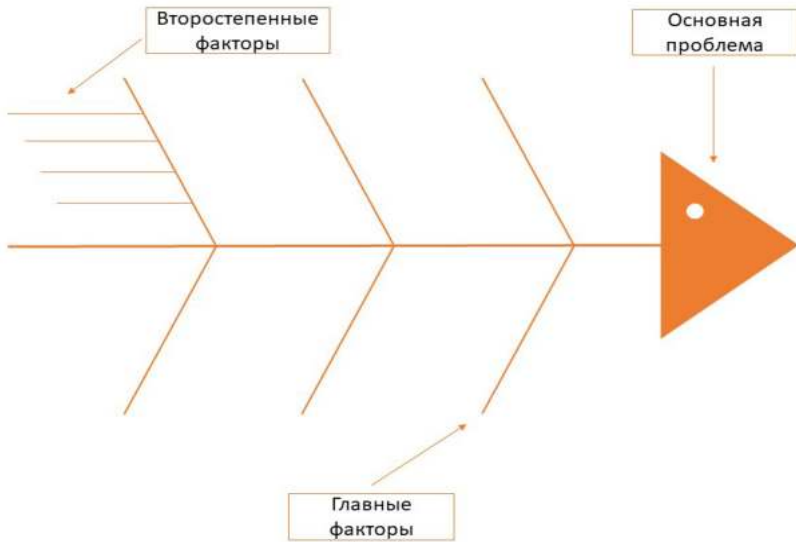 Второстепенные
факторы
Основная
проблема
Главные
факторы